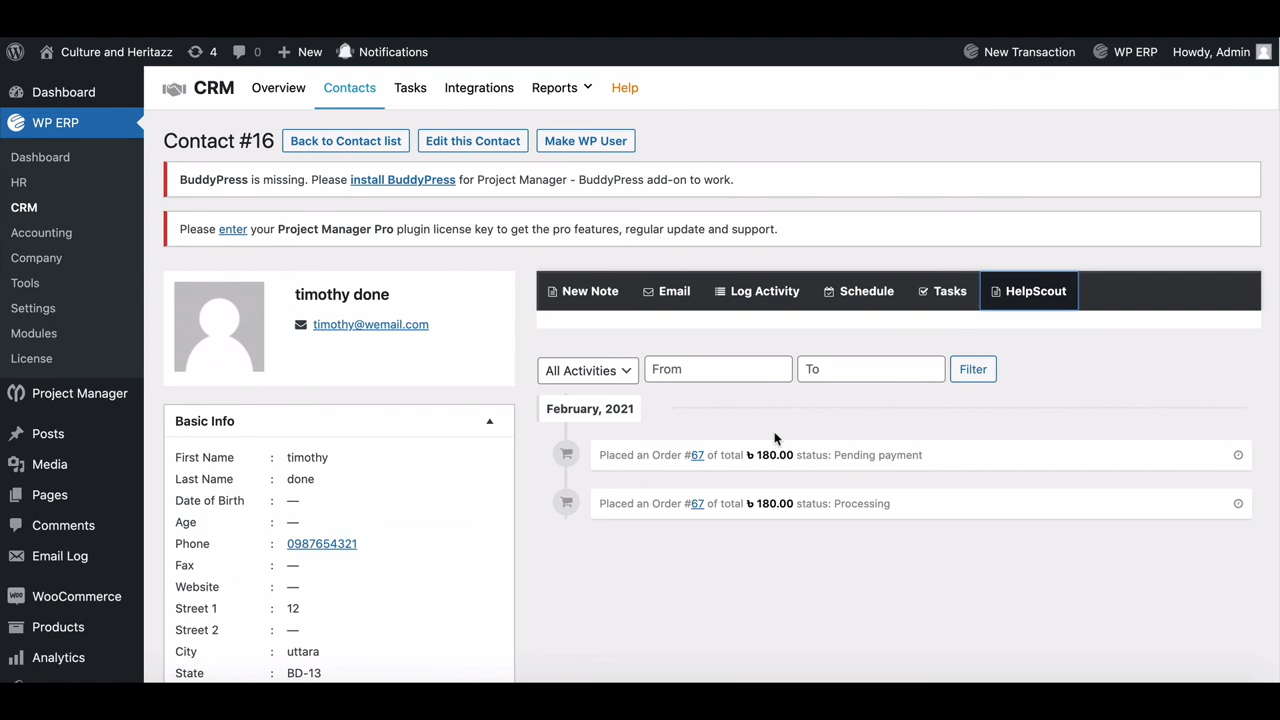 Culture and Heritazz 4 0 New Notifications New Transaction WP ERP Howdy, Admin
Dashboard
WP ERP
Dashboard
HR
CRM
Accounting
Company
Tools
Settings
Modules
License
Project Manager
Posts
Media
Pages
Comments
Email Log
WooCommerce
Products
Analytics
CRM Overview Contacts Tasks Integrations Reports Help
Contact #16 Back to Contact list Edit this Contact Make WP User
BuddyPress is missing. Please install BuddyPress for Project Manager - BuddyPress add-on to work.
Please enter your Project Manager Pro plugin license key to get the pro features, regular update and support.
timothy done
timothy@wemail.com
Basic Info
First Name : timothy
Last Name : done
Date of Birth : —
Age : —
Phone : 0987654321
Fax : —
Website : —
Street 1 : 12
Street 2 : —
City : uttara
State : BD-13
New Note Email Log Activity Schedule Tasks HelpScout
All Activities From To Filter
February, 2021
Placed an Order #67 of total ৳ 180.00 status: Pending payment
Placed an Order #67 of total ৳ 180.00 status: Processing